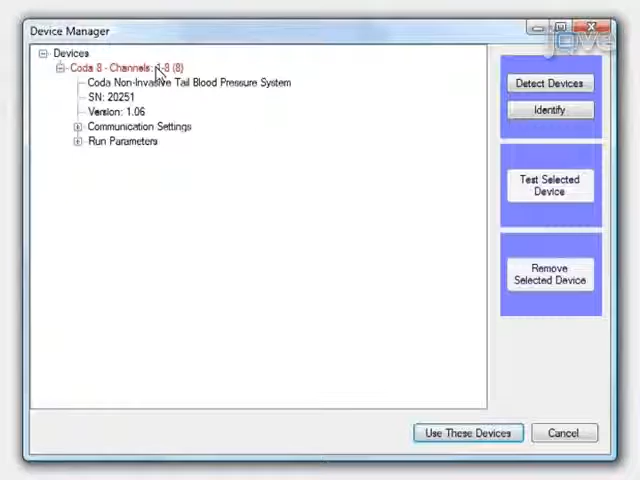 Device Manager
jove
Devices
Coda 8 - Channels: 1-8 (8)
Coda Non-Invasive Tail Blood Pressure System
SN: 20251
Version: 1.06
Communication Settings
Run Parameters
Detect Devices
Identify
Test Selected
Device
Remove
Selected Device
Use These Devices
Cancel